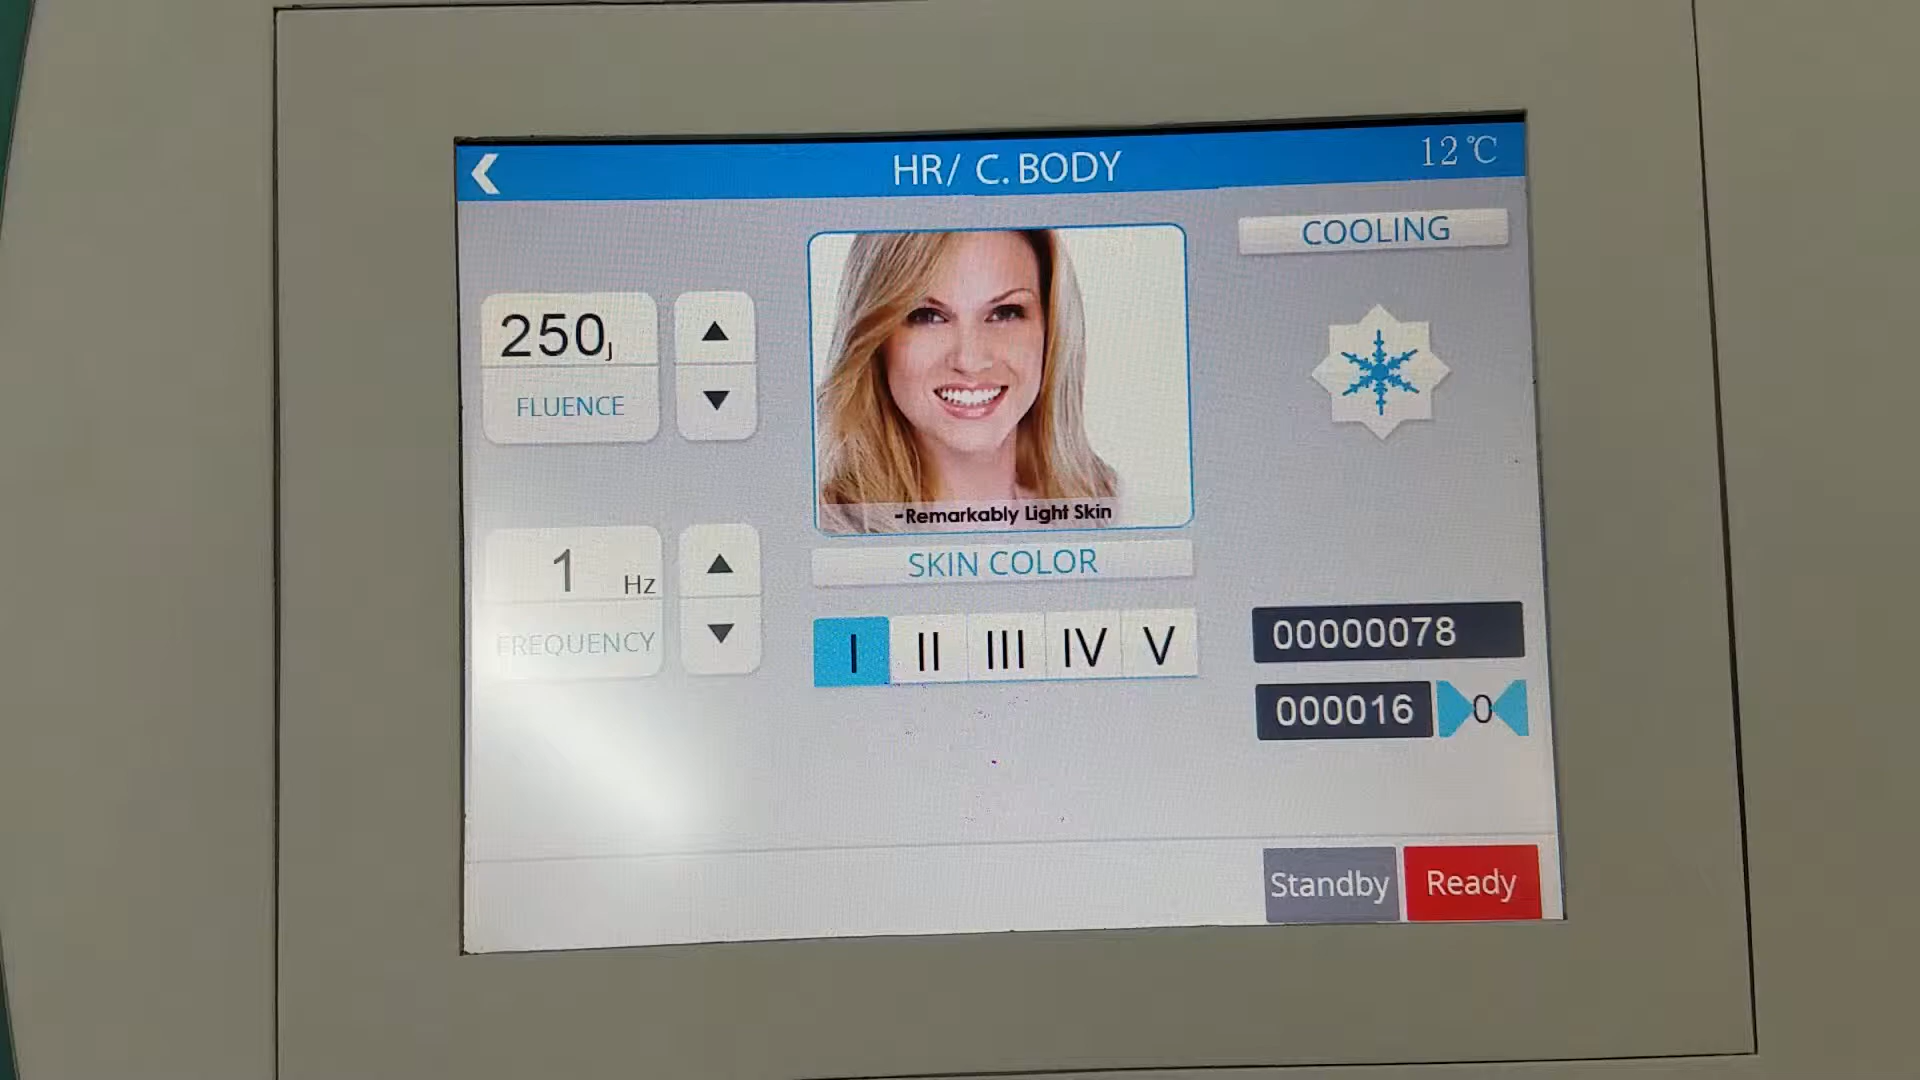 HR/ C.BODY
12℃
COOLING
250J
FLUENCE
-Remarkably Light Skin
SKIN COLOR
1 Hz
FREQUENCY
I II III IV V
00000078
000016 0
Standby Ready